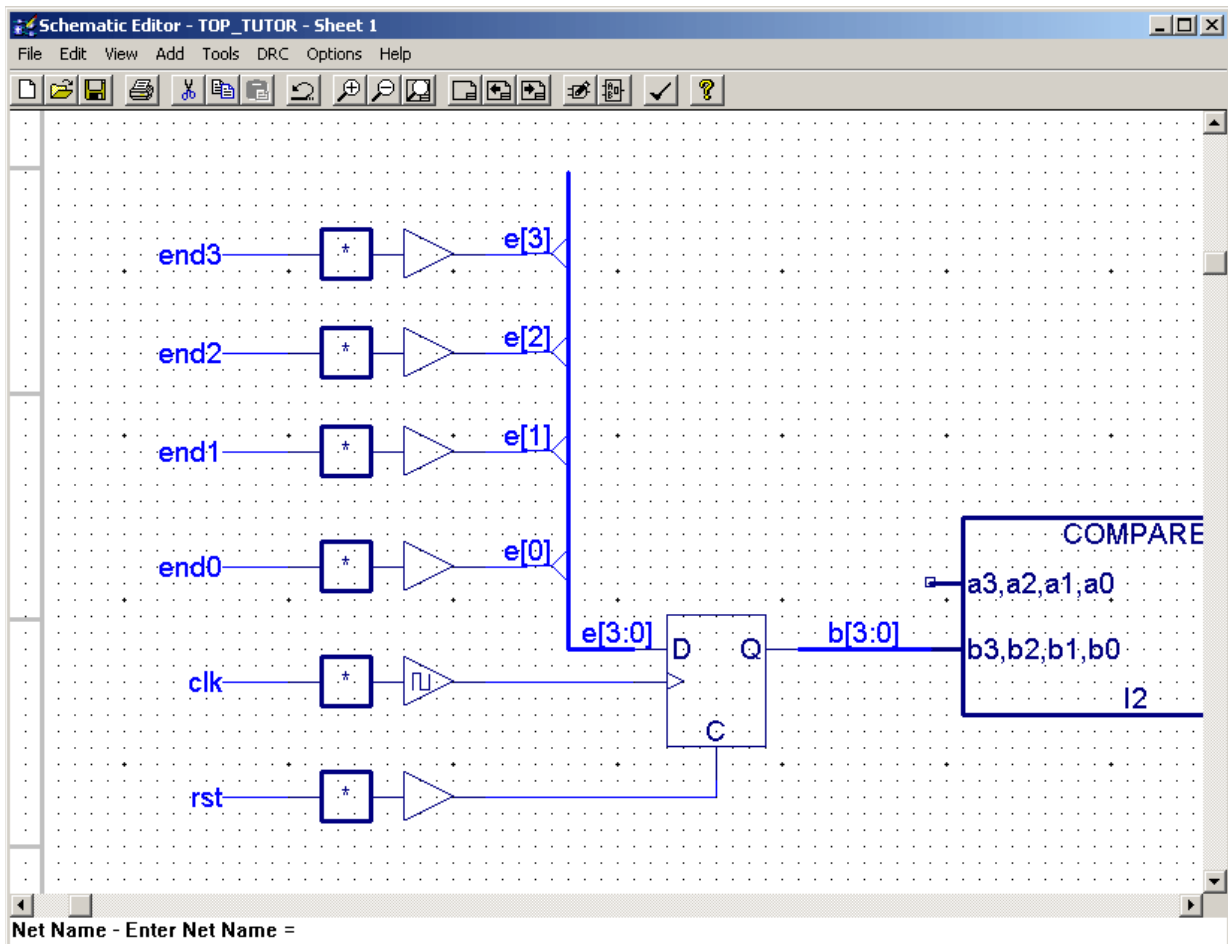 Schematic Editor - TOP_TUTOR - Sheet 1
File Edit View Add Tools DRC Options Help
end3 * e[3]
end2 * e[2]
end1 * e[1]
end0 * e[0]
COMPARE
a3,a2,a1,a0
e[3:0] D Q b[3:0] b3,b2,b1,b0
clk *
I2
C
rst *
Net Name - Enter Net Name =